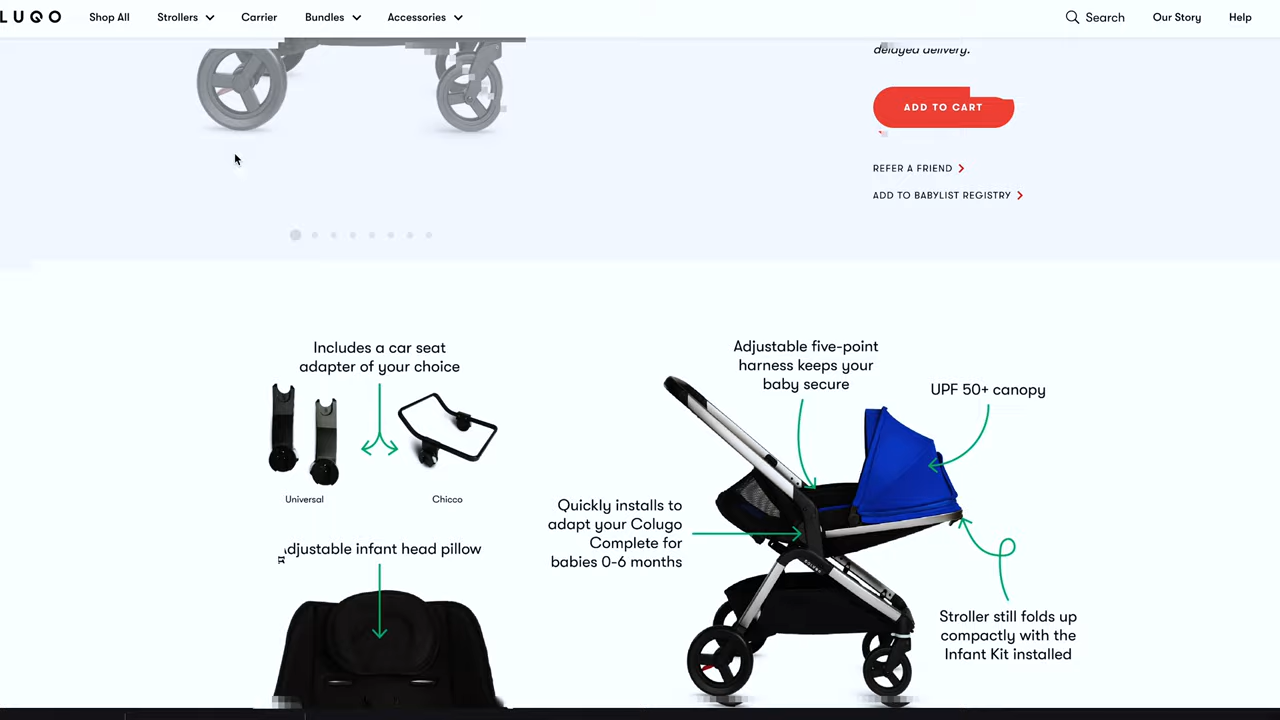 LUGO
Shop All
Strollers
Carrier
Bundles
Accessories
Search
Our Story
Help
delayed delivery.
ADD TO CART
REFER A FRIEND
ADD TO BABYLIST REGISTRY
Includes a car seat
adapter of your choice
Universal
Chicco
djustable infant head pillow
Adjustable five-point
harness keeps your
baby secure
UPF 50+ canopy
Quickly installs to
adapt your Colugo
Complete for
babies 0-6 months
Stroller still folds up
compactly with the
Infant Kit installed